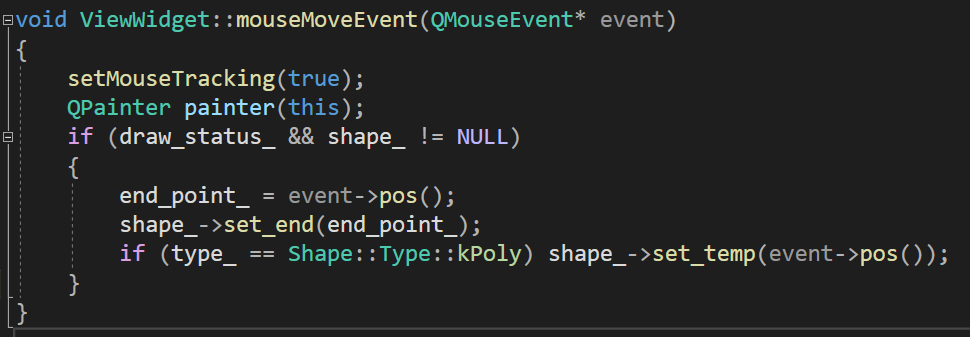 void ViewWidget::mouseMoveEvent(QMouseEvent* event)
{
    setMouseTracking(true);
    QPainter painter(this);
    if (draw_status_ && shape_ != NULL)
    {
        end_point_ = event->pos();
        shape_->set_end(end_point_);
        if (type_ == Shape::Type::kPoly) shape_->set_temp(event->pos());
    }
}